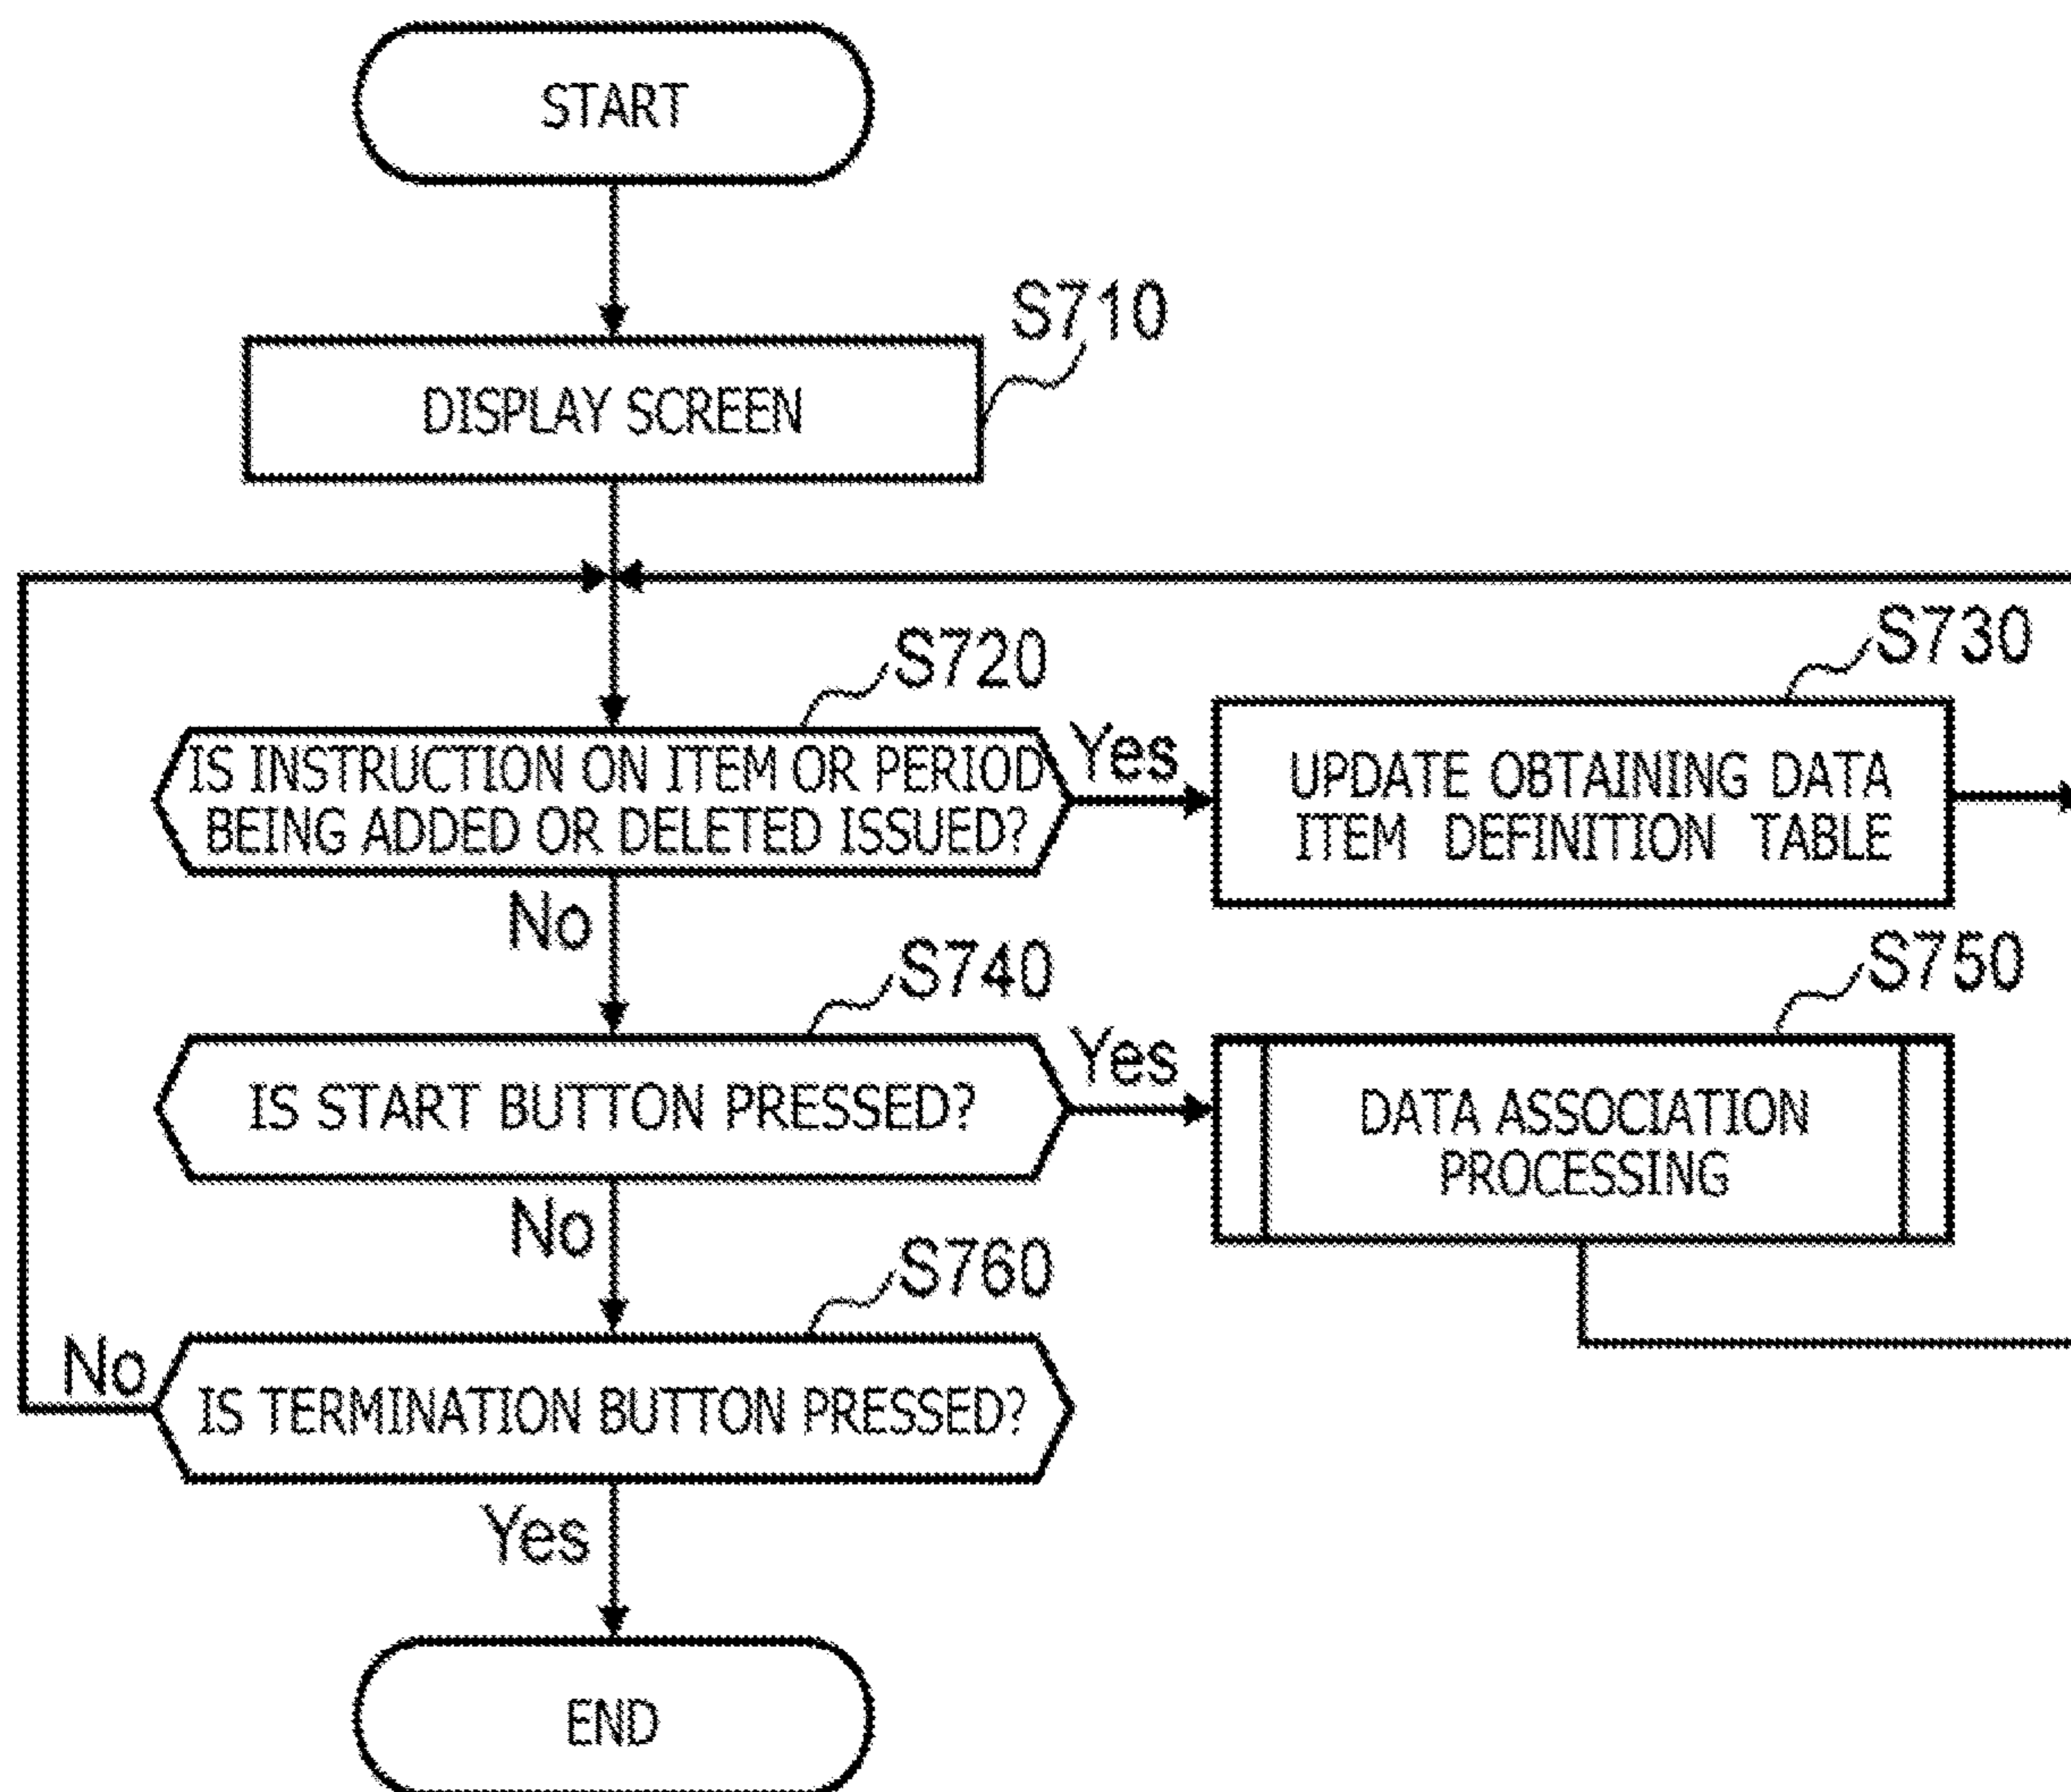 START
S710
DISPLAY SCREEN
S720
S730
IS INSTRUCTION ON ITEM OR PERIOD
BEING ADDED OR DELETED ISSUED?
Yes
UPDATE OBTAINING DATA
ITEM DEFINITION TABLE
No
S740
S750
IS START BUTTON PRESSED?
Yes
DATA ASSOCIATION
PROCESSING
No
S760
No
IS TERMINATION BUTTON PRESSED?
Yes
END